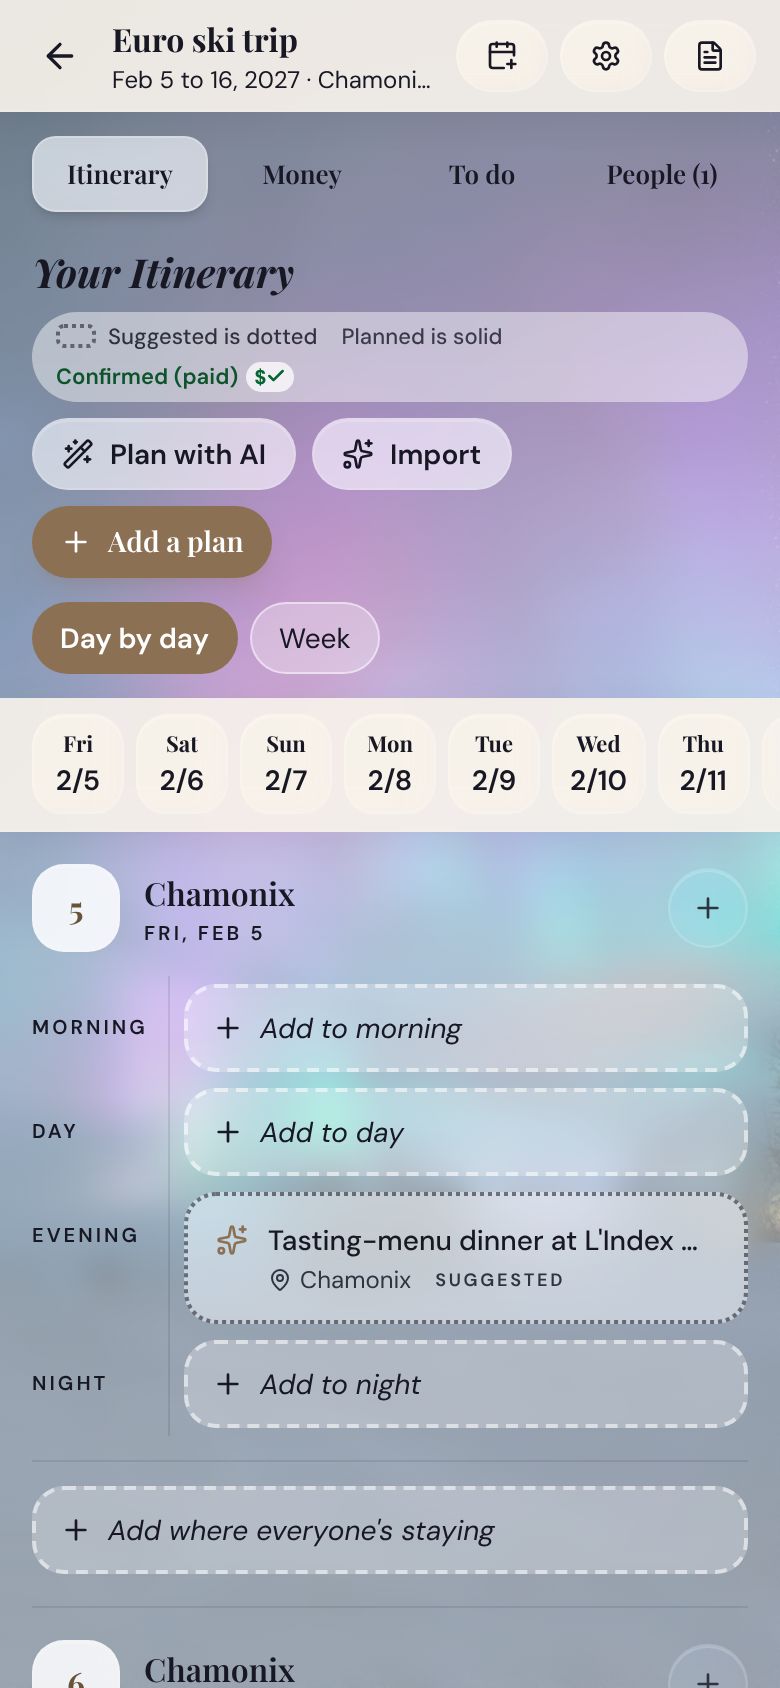 Euro ski trip
Feb 5 to 16, 2027 · Chamoni...
Itinerary Money To do People (1)
Your Itinerary
Suggested is dotted Planned is solid
Confirmed (paid) $✓
Plan with AI Import
+ Add a plan
Day by day Week
Fri Sat Sun Mon Tue Wed Thu
2/5 2/6 2/7 2/8 2/9 2/10 2/11
5 Chamonix
FRI, FEB 5
MORNING + Add to morning
DAY + Add to day
EVENING Tasting-menu dinner at L'Index ...
Chamonix SUGGESTED
NIGHT + Add to night
+ Add where everyone's staying
6 Chamonix